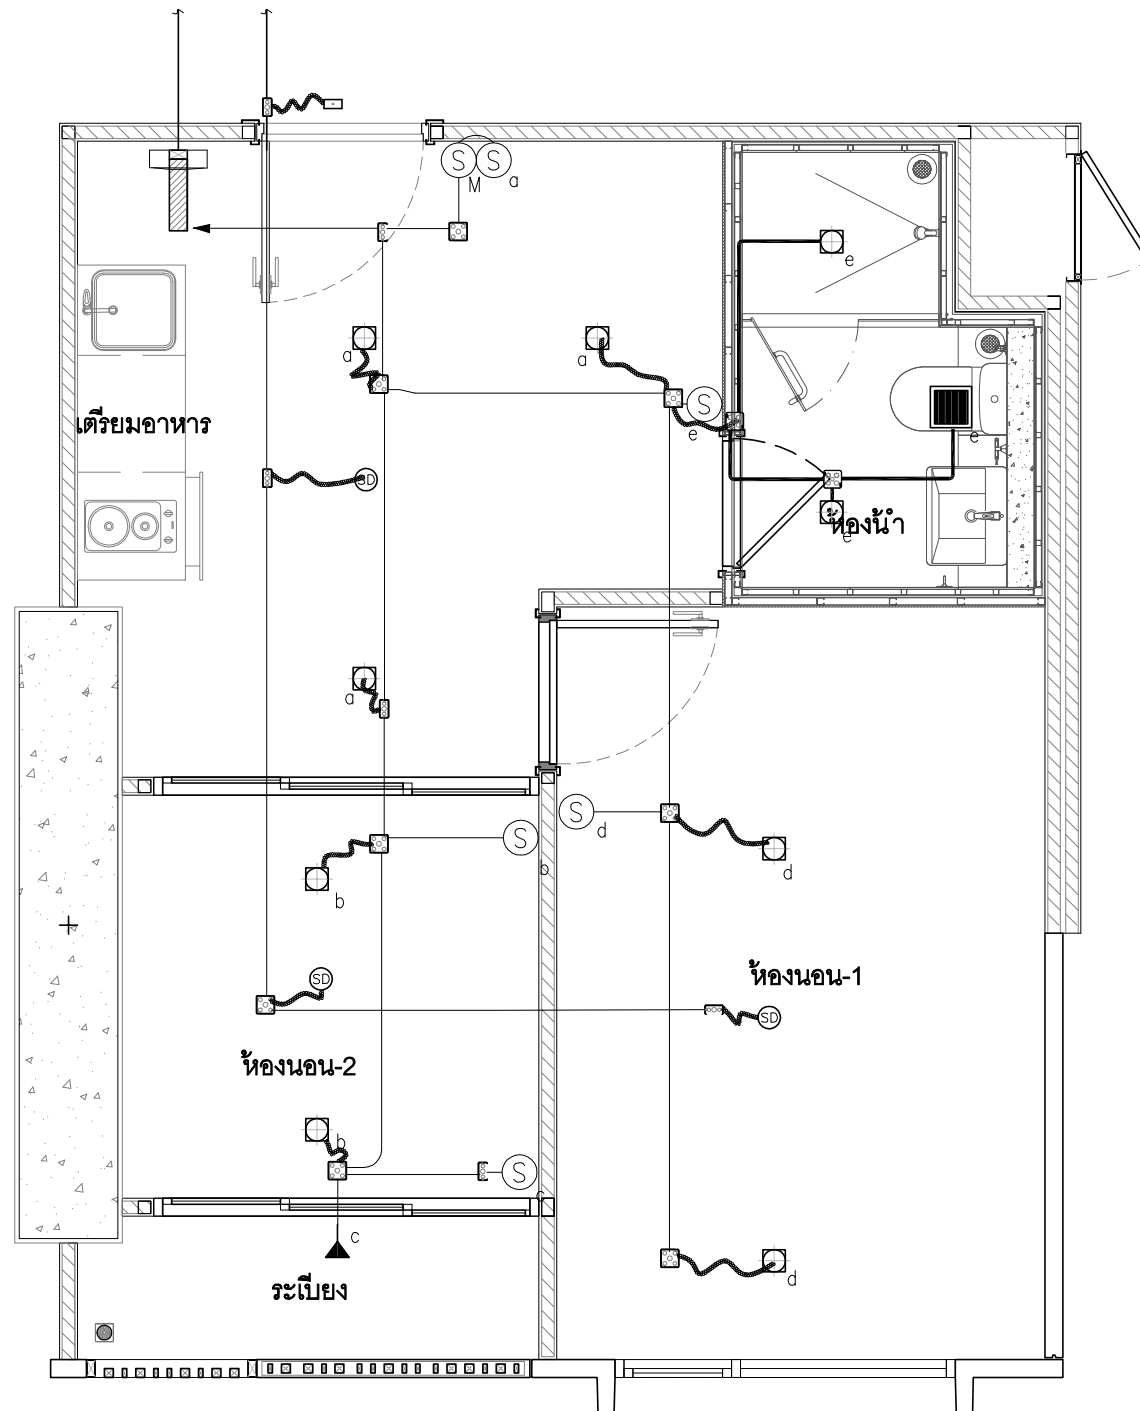 S S
M a
e
a
a
S
e
เตรียมอาหาร
e
SD
ห้องน้ำ
e
a
S d
S
b
d
b
SD
ห้องนอน-1
SD
ห้องนอน-2
b
S
c
c
d
ระเบียง